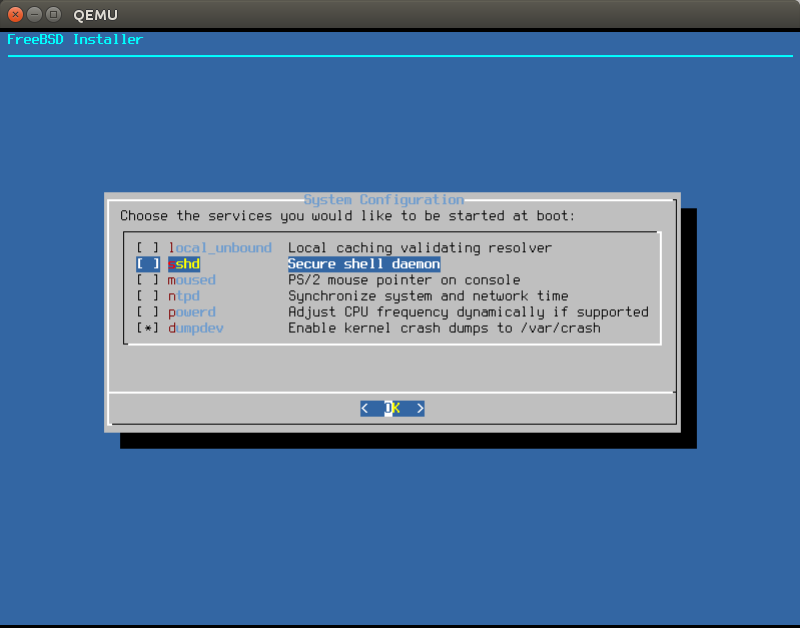 QEMU
FreeBSD Installer
System Configuration
Choose the services you would like to be started at boot:
[ ] local_unbound Local caching validating resolver
[ ] sshd Secure shell daemon
[ ] moused PS/2 mouse pointer on console
[ ] ntpd Synchronize system and network time
[ ] powerd Adjust CPU frequency dynamically if supported
[*] dumpdev Enable kernel crash dumps to /var/crash
< OK >